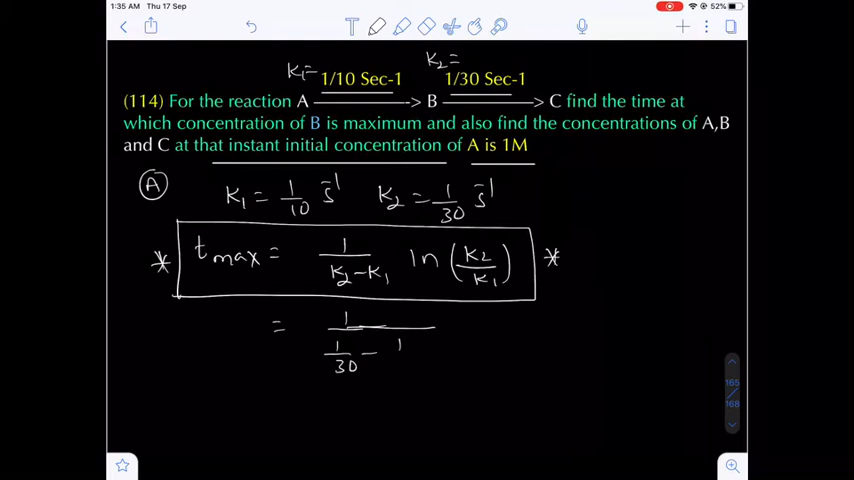 1:35 AM Thu 17 Sep 52%
K₁= K₂=
1/10 Sec-1 1/30 Sec-1
(114) For the reaction A ————> B ————> C find the time at
which concentration of B is maximum and also find the concentrations of A,B
and C at that instant initial concentration of A is 1M
A K₁ = 1/10 s⁻¹ K₂ = 1/30 s⁻¹
* tmax = 1/(K₂-K₁) ln (K₂/K₁) *
= 1/(1/30 - 1
165
168